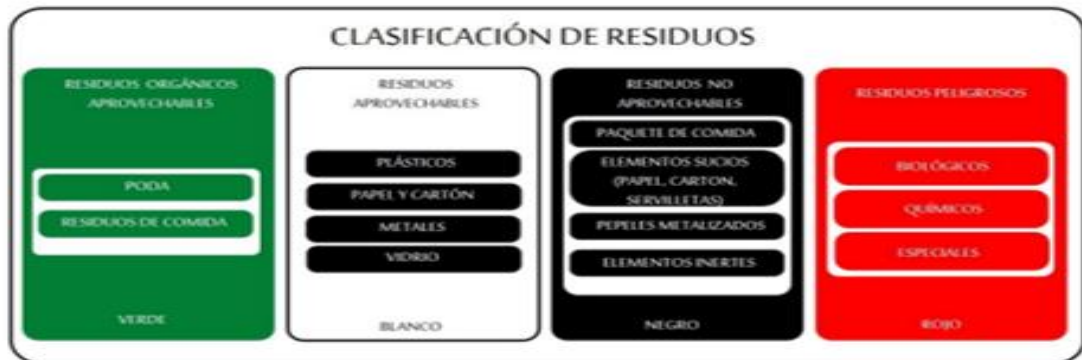 CLASIFICACIÓN DE RESIDUOS
RESIDUOS ORGÁNICOS
APROVECHABLES
PODA
RESIDUOS DE COMIDA
VERDE
RESIDUOS
APROVECHABLES
PLÁSTICOS
PAPEL Y CARTÓN
METALES
VIDRIO
BLANCO
RESIDUOS NO
APROVECHABLES
PAQUETE DE COMIDA
ELEMENTOS SUCIOS
(PAPEL, CARTON,
SERVILLETAS)
PEPELES METALIZADOS
ELEMENTOS INERTES
NEGRO
RESIDUOS PELIGROSOS
BIOLÓGICOS
QUÍMICOS
ESPECIALES
ROJO